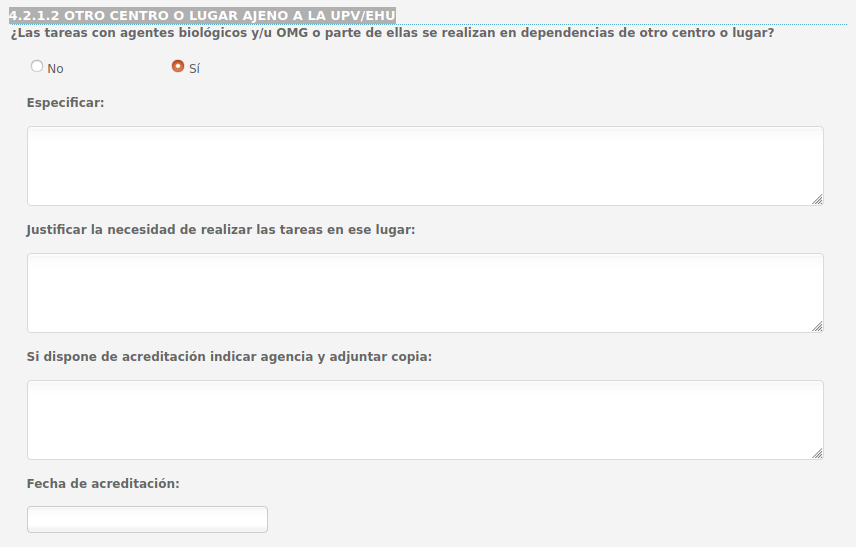 4.2.1.2 OTRO CENTRO O LUGAR AJENO A LA UPV/EHU
¿Las tareas con agentes biológicos y/u OMG o parte de ellas se realizan en dependencias de otro centro o lugar?
No Sí
Especificar:
Justificar la necesidad de realizar las tareas en ese lugar:
Si dispone de acreditación indicar agencia y adjuntar copia:
Fecha de acreditación: